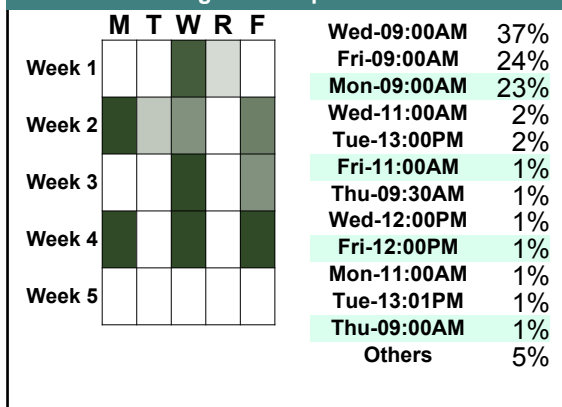 M T W R F
Week 1
Week 2
Week 3
Week 4
Week 5
Wed-09:00AM 37%
Fri-09:00AM 24%
Mon-09:00AM 23%
Wed-11:00AM 2%
Tue-13:00PM 2%
Fri-11:00AM 1%
Thu-09:30AM 1%
Wed-12:00PM 1%
Fri-12:00PM 1%
Mon-11:00AM 1%
Tue-13:01PM 1%
Thu-09:00AM 1%
Others 5%